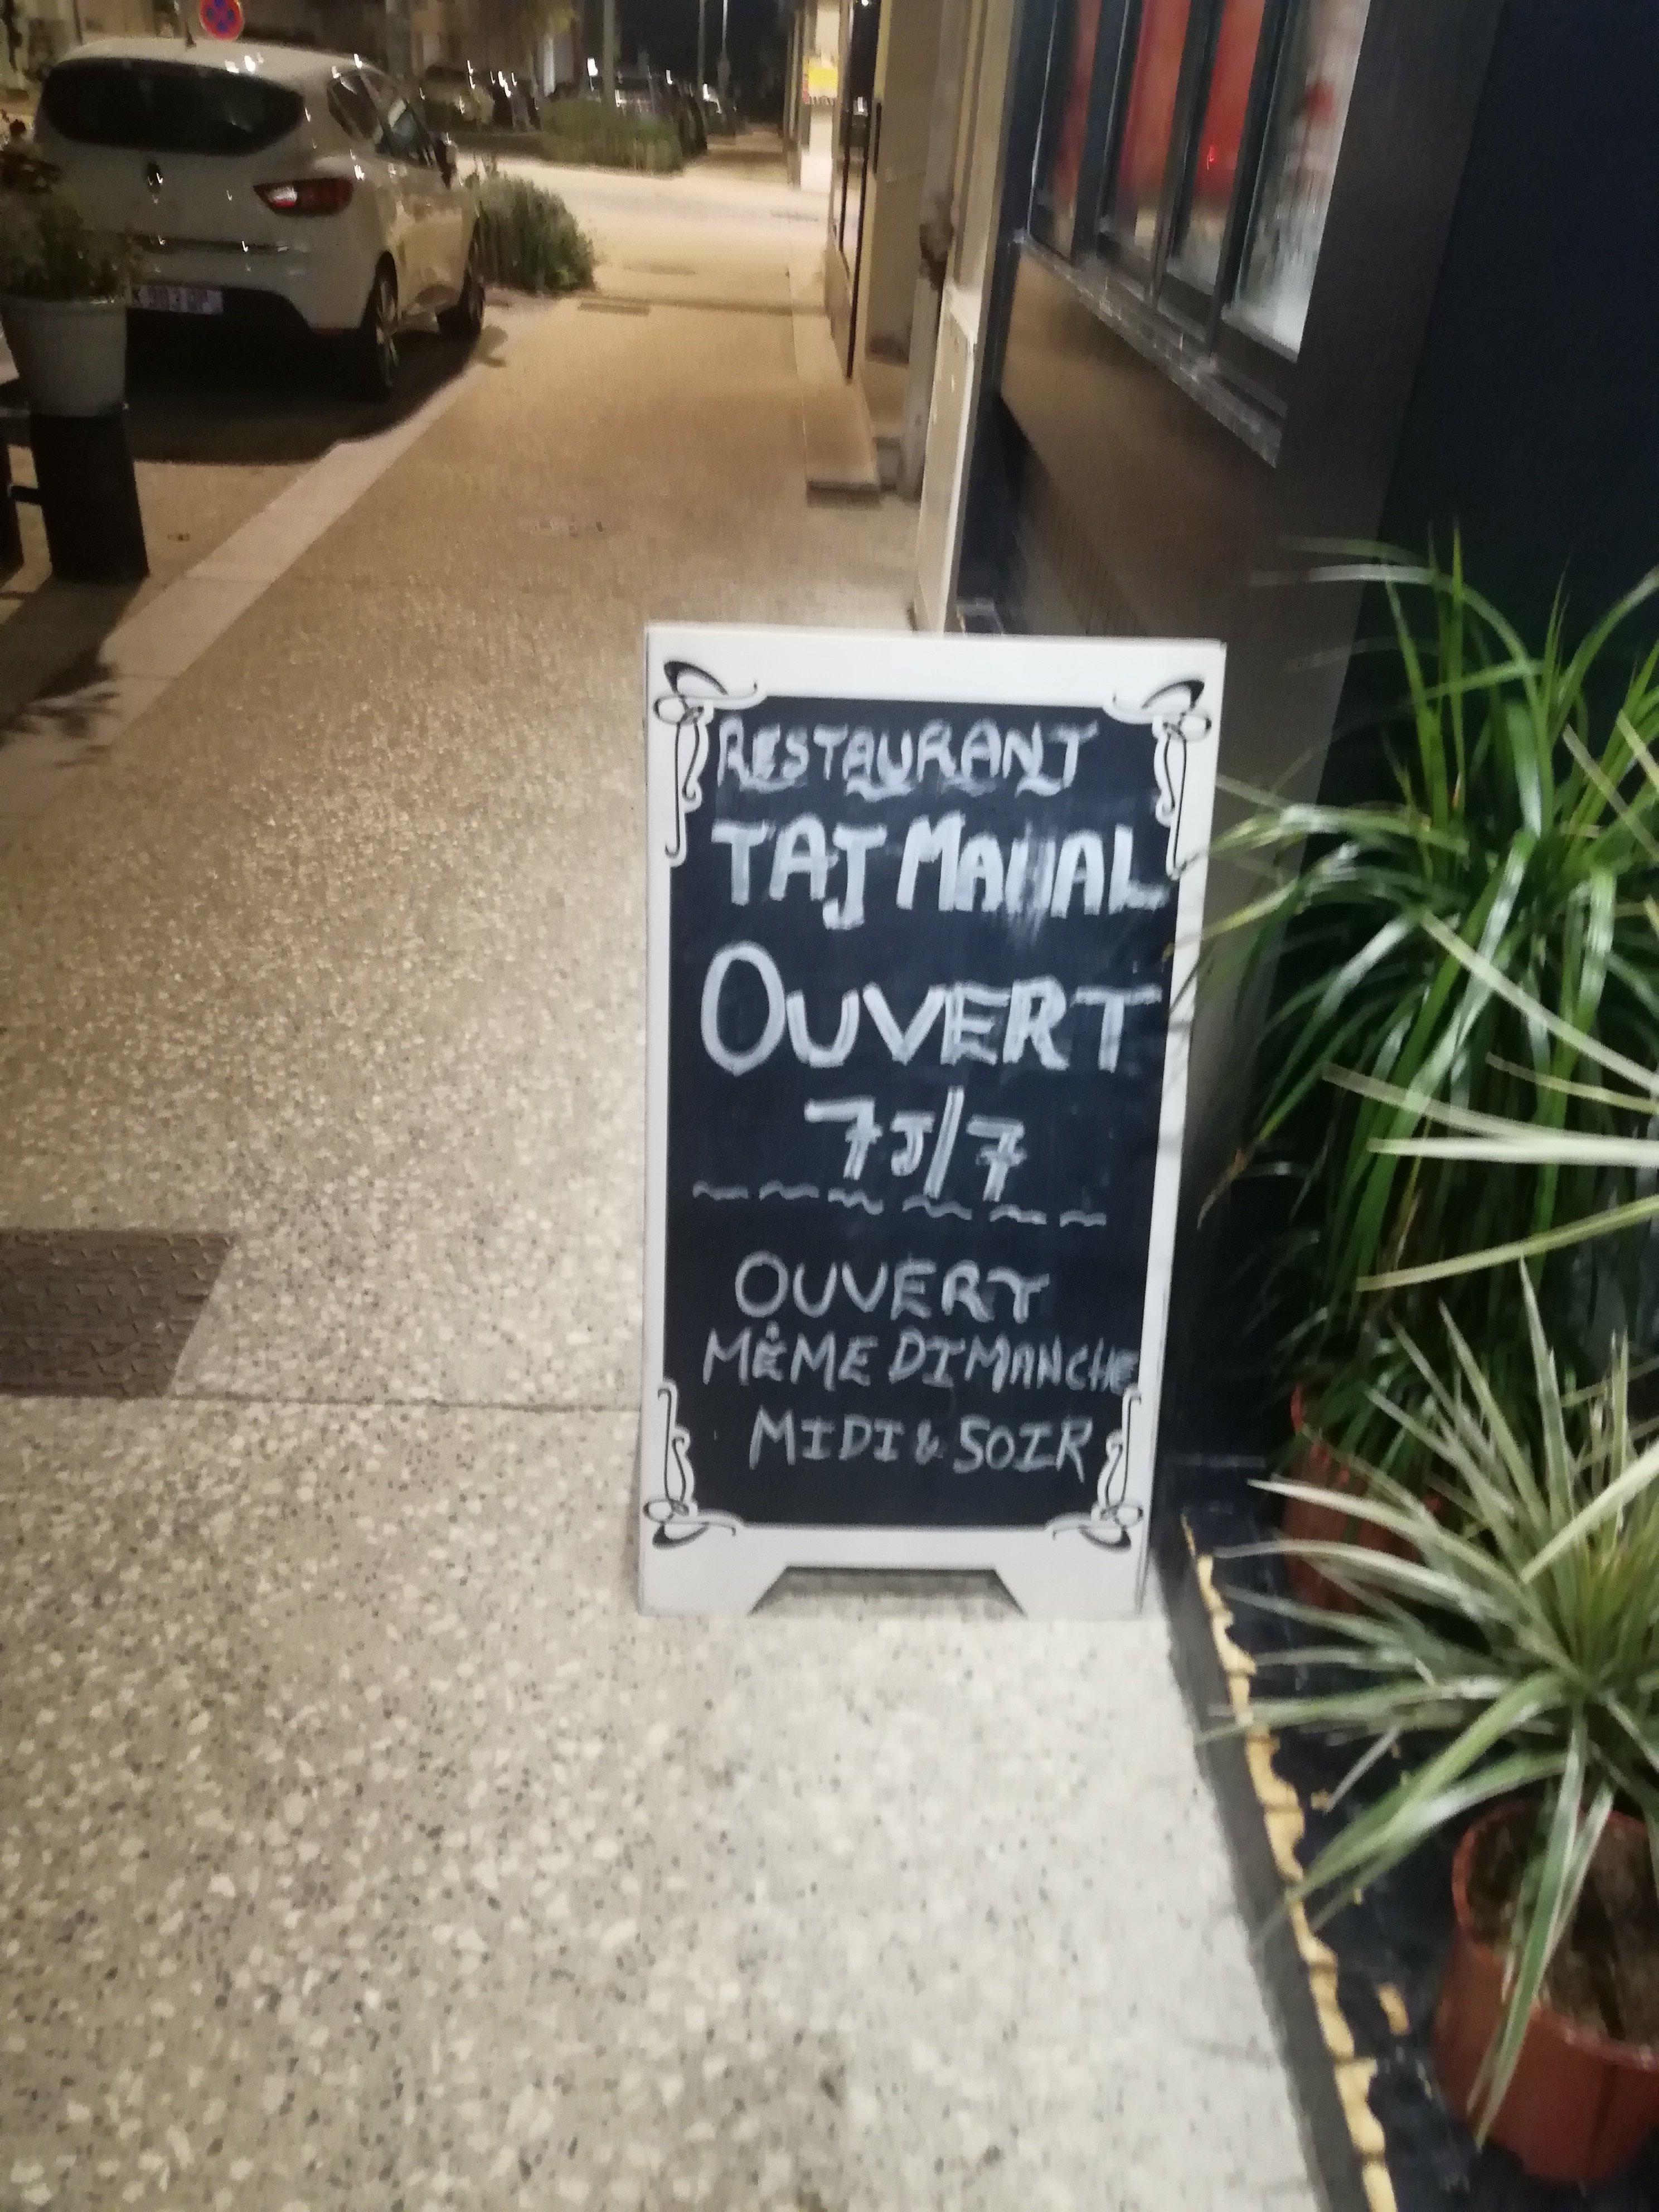 RESTAURANT
TAJ MAHAL
OUVERT
7J/7
OUVERT
MÊME DIMANCHE
MIDI & SOIR